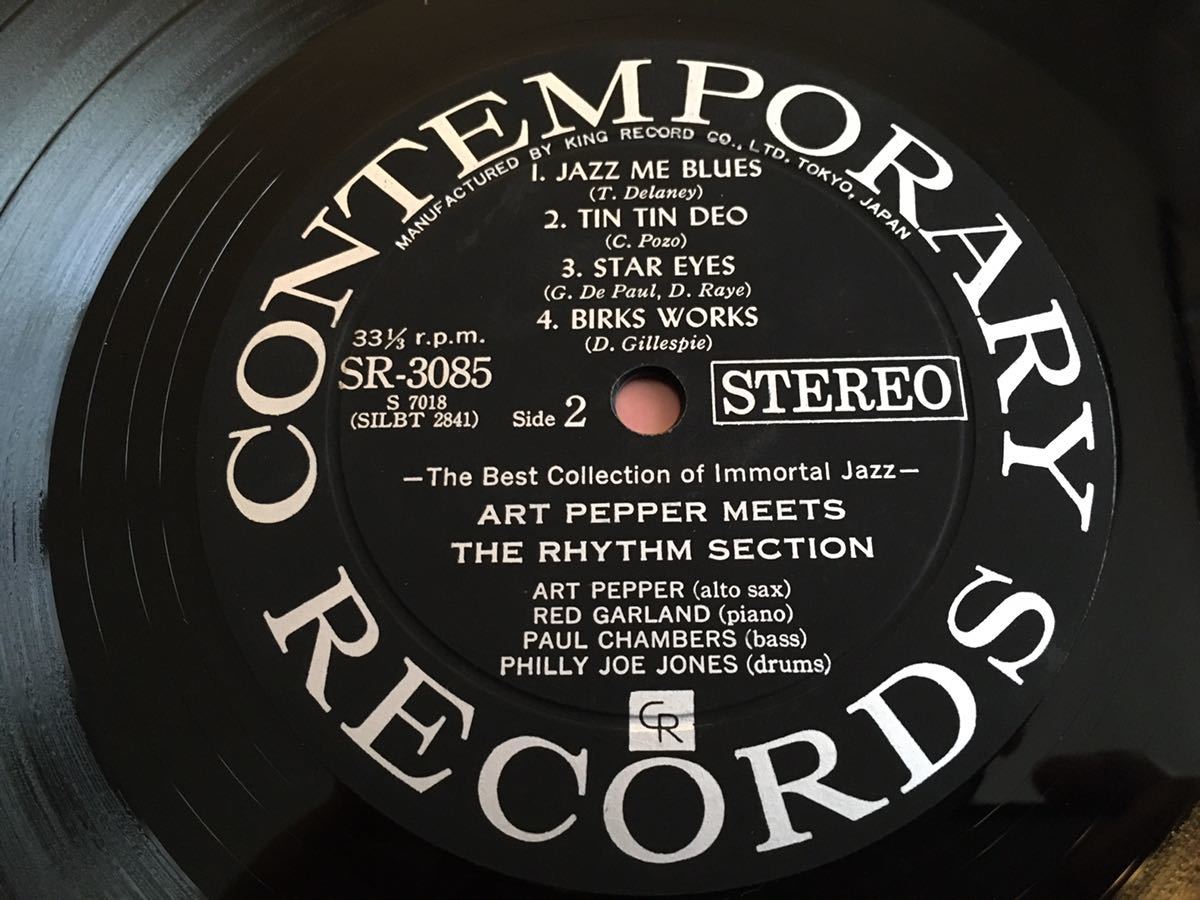 CONTEMPORARY
MANUFACTURED BY KING RECORD CO., LTD. TOKYO, JAPAN
1. JAZZ ME BLUES
(T. Delaney)
2. TIN TIN DEO
(C. Pozo)
3. STAR EYES
(G. De Paul, D. Raye)
4. BIRKS WORKS
(D. Gillespie)
33⅓ r.p.m.
SR-3085
S 7018
(SILBT 2841)
Side 2
STEREO
—The Best Collection of Immortal Jazz—
ART PEPPER MEETS
THE RHYTHM SECTION
ART PEPPER (alto sax)
RED GARLAND (piano)
PAUL CHAMBERS (bass)
PHILLY JOE JONES (drums)
CR
RECORDS